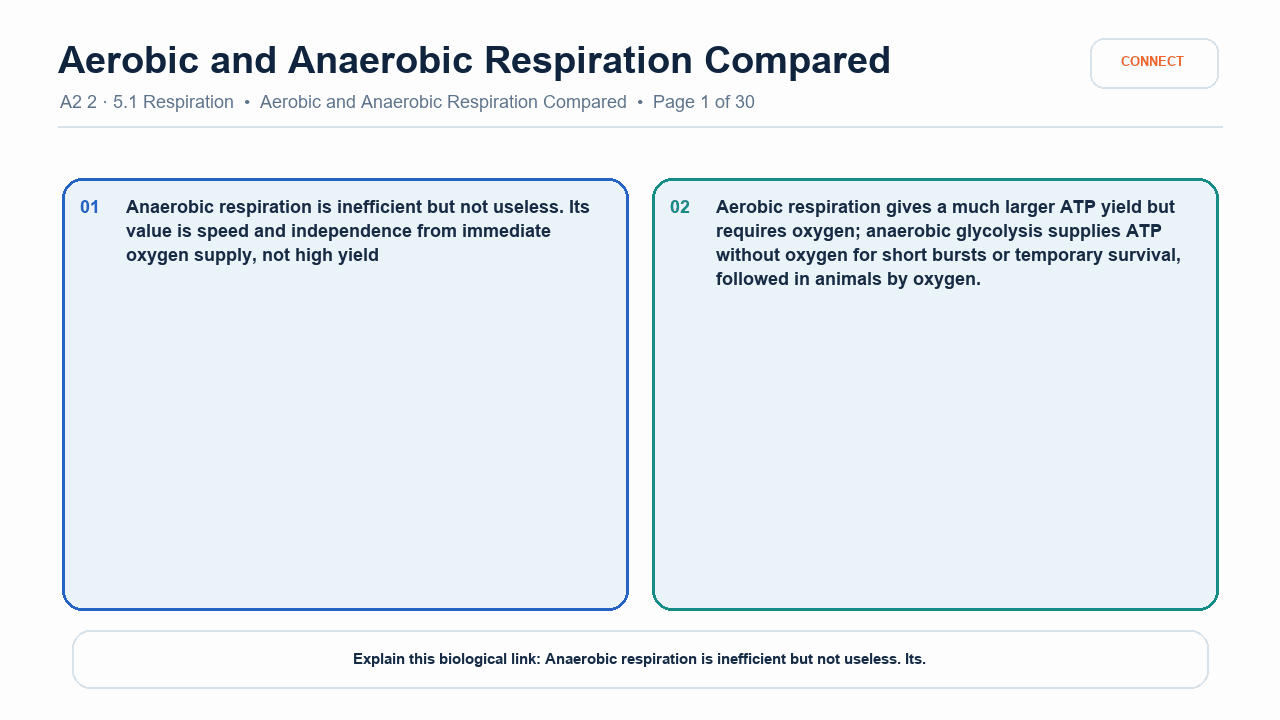 Aerobic and Anaerobic Respiration Compared
CONNECT
A2 2 · 5.1 Respiration • Aerobic and Anaerobic Respiration Compared • Page 1 of 30
01 Anaerobic respiration is inefficient but not useless. Its
value is speed and independence from immediate
oxygen supply, not high yield
02 Aerobic respiration gives a much larger ATP yield but
requires oxygen; anaerobic glycolysis supplies ATP
without oxygen for short bursts or temporary survival,
followed in animals by oxygen.
Explain this biological link: Anaerobic respiration is inefficient but not useless. Its.